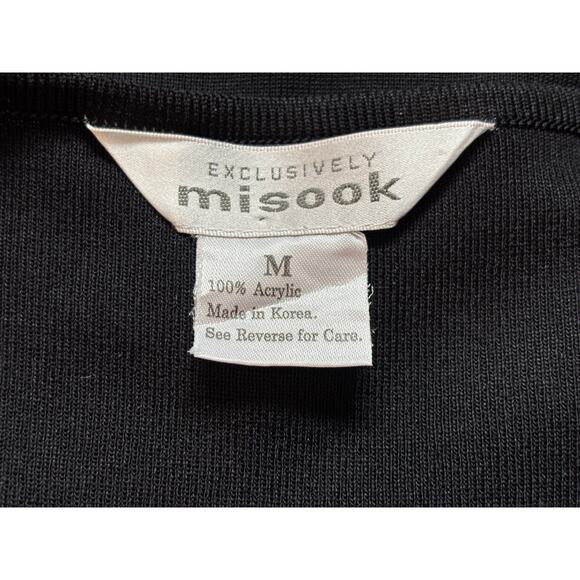 EXCLUSIVELY
misook
M
100% Acrylic
Made in Korea.
See Reverse for Care.